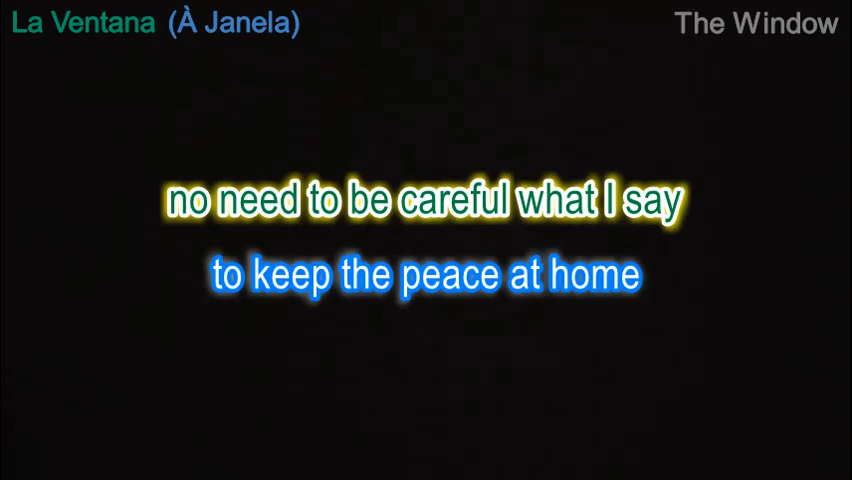 La Ventana (À Janela)
The Window
no need to be careful what I say
to keep the peace at home